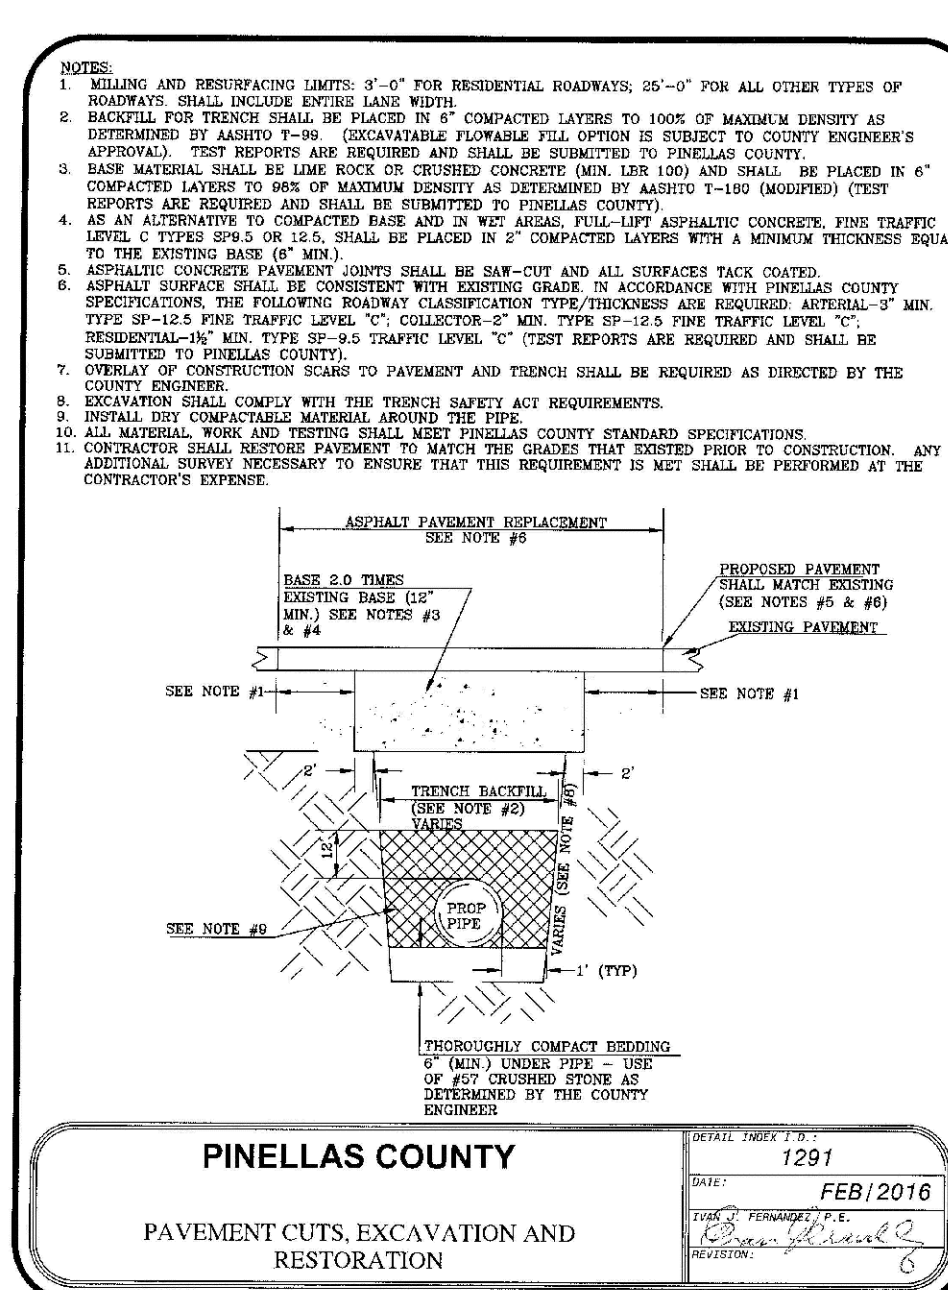 NOTES:
1. MILLING AND RESURFACING LIMITS: 3'-0" FOR RESIDENTIAL ROADWAYS; 25'-0" FOR ALL OTHER TYPES OF
ROADWAYS. SHALL INCLUDE ENTIRE LANE WIDTH.
2. BACKFILL FOR TRENCH SHALL BE PLACED IN 6" COMPACTED LAYERS TO 100% OF MAXIMUM DENSITY AS
DETERMINED BY AASHTO T-99. (EXCAVATABLE FLOWABLE FILL OPTION IS SUBJECT TO COUNTY ENGINEER'S
APPROVAL). TEST REPORTS ARE REQUIRED AND SHALL BE SUBMITTED TO PINELLAS COUNTY.
3. BASE MATERIAL SHALL BE LIME ROCK OR CRUSHED CONCRETE (MIN. LBR 100) AND SHALL BE PLACED IN 6"
COMPACTED LAYERS TO 98% OF MAXIMUM DENSITY AS DETERMINED BY AASHTO T-180 (MODIFIED) (TEST
REPORTS ARE REQUIRED AND SHALL BE SUBMITTED TO PINELLAS COUNTY).
4. AS AN ALTERNATIVE TO COMPACTED BASE AND IN WET AREAS, FULL-LIFT ASPHALTIC CONCRETE, FINE TRAFFIC
LEVEL C TYPES SP9.5 OR 12.5, SHALL BE PLACED IN 2" COMPACTED LAYERS WITH A MINIMUM THICKNESS EQUA
TO THE EXISTING BASE (6" MIN.).
5. ASPHALTIC CONCRETE PAVEMENT JOINTS SHALL BE SAW-CUT AND ALL SURFACES TACK COATED.
6. ASPHALT SURFACE SHALL BE CONSISTENT WITH EXISTING GRADE. IN ACCORDANCE WITH PINELLAS COUNTY
SPECIFICATIONS, THE FOLLOWING ROADWAY CLASSIFICATION TYPE/THICKNESS ARE REQUIRED: ARTERIAL-3" MIN.
TYPE SP-12.5 FINE TRAFFIC LEVEL "C"; COLLECTOR-2" MIN. TYPE SP-12.5 FINE TRAFFIC LEVEL "C";
RESIDENTIAL-1½" MIN. TYPE SP-9.5 TRAFFIC LEVEL "C" (TEST REPORTS ARE REQUIRED AND SHALL BE
SUBMITTED TO PINELLAS COUNTY).
7. OVERLAY OF CONSTRUCTION SCARS TO PAVEMENT AND TRENCH SHALL BE REQUIRED AS DIRECTED BY THE
COUNTY ENGINEER.
8. EXCAVATION SHALL COMPLY WITH THE TRENCH SAFETY ACT REQUIREMENTS.
9. INSTALL DRY COMPACTABLE MATERIAL AROUND THE PIPE.
10. ALL MATERIAL, WORK AND TESTING SHALL MEET PINELLAS COUNTY STANDARD SPECIFICATIONS.
11. CONTRACTOR SHALL RESTORE PAVEMENT TO MATCH THE GRADES THAT EXISTED PRIOR TO CONSTRUCTION. ANY
ADDITIONAL SURVEY NECESSARY TO ENSURE THAT THIS REQUIREMENT IS MET SHALL BE PERFORMED AT THE
CONTRACTOR'S EXPENSE.
ASPHALT PAVEMENT REPLACEMENT
SEE NOTE #6
BASE 2.0 TIMES
EXISTING BASE (12"
MIN.) SEE NOTES #3
& #4
PROPOSED PAVEMENT
SHALL MATCH EXISTING
(SEE NOTES #5 & #6)
EXISTING PAVEMENT
SEE NOTE #1
SEE NOTE #1
2'
2'
TRENCH BACKFILL
(SEE NOTE #2)
VARIES
VARIES (SEE NOTE #8)
12"
PROP
PIPE
SEE NOTE #9
1' (TYP)
THOROUGHLY COMPACT BEDDING
6" (MIN.) UNDER PIPE - USE
OF #57 CRUSHED STONE AS
DETERMINED BY THE COUNTY
ENGINEER
PINELLAS COUNTY
PAVEMENT CUTS, EXCAVATION AND
RESTORATION
DETAIL INDEX I.D.:
1291
DATE:
FEB/2016
IVAN J. FERNANDEZ, P.E.
REVISION: